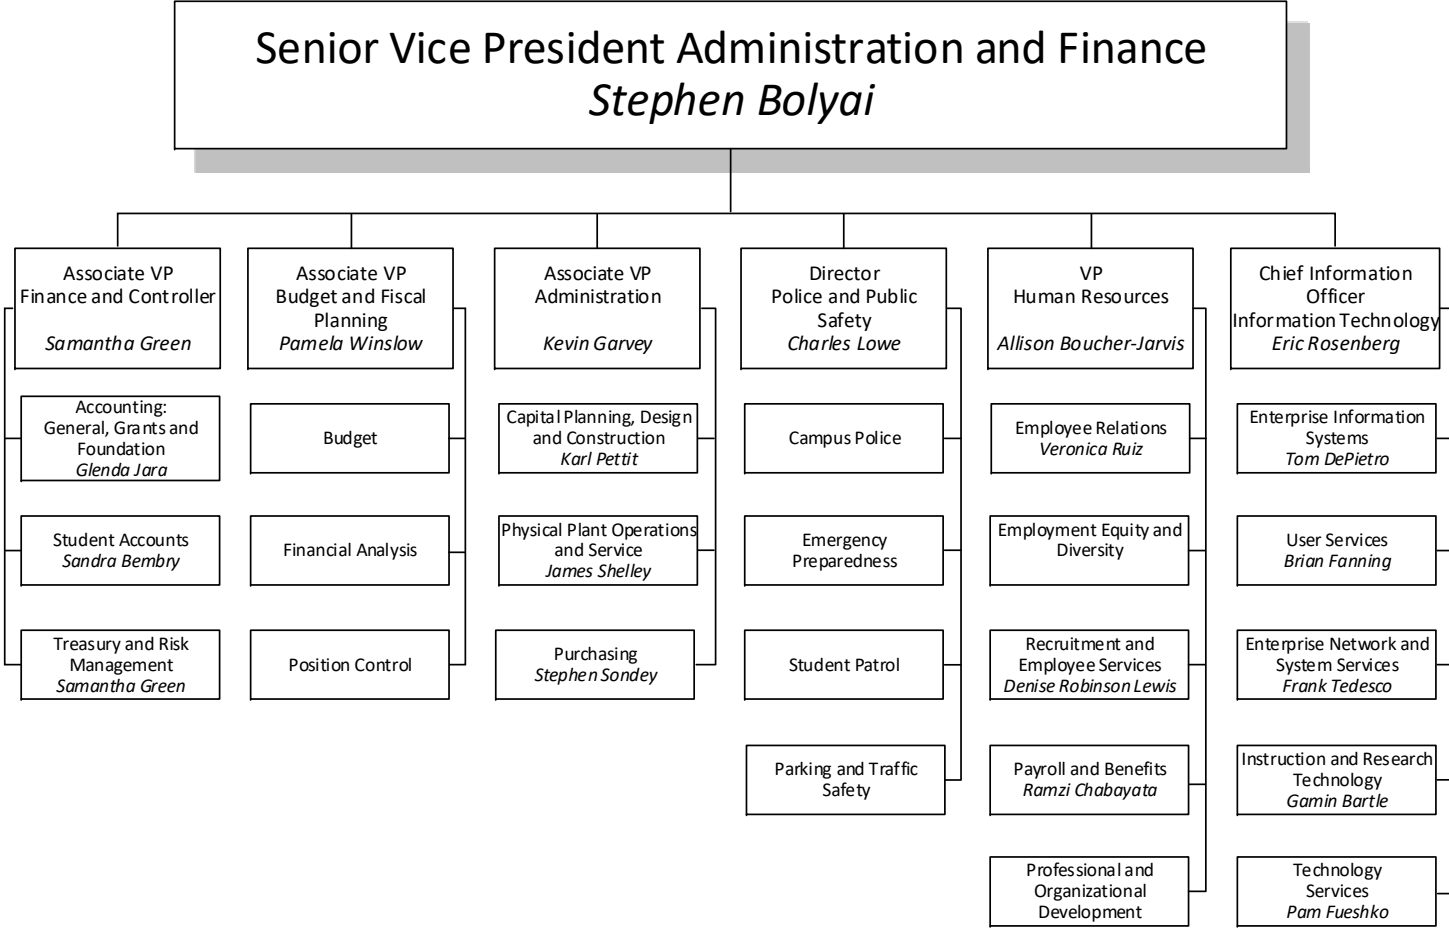 Senior Vice President Administration and Finance
Stephen Bolyai
Associate VP
Finance and Controller
Samantha Green
Accounting:
General, Grants and
Foundation
Glenda Jara
Student Accounts
Sandra Bembry
Treasury and Risk
Management
Samantha Green
Associate VP
Budget and Fiscal
Planning
Pamela Winslow
Budget
Financial Analysis
Position Control
Associate VP
Administration
Kevin Garvey
Capital Planning, Design
and Construction
Karl Pettit
Physical Plant Operations
and Service
James Shelley
Purchasing
Stephen Sondey
Director
Police and Public
Safety
Charles Lowe
Campus Police
Emergency
Preparedness
Student Patrol
Parking and Traffic
Safety
VP
Human Resources
Allison Boucher-Jarvis
Employee Relations
Veronica Ruiz
Employment Equity and
Diversity
Recruitment and
Employee Services
Denise Robinson Lewis
Payroll and Benefits
Ramzi Chabayata
Professional and
Organizational
Development
Chief Information
Officer
Information Technology
Eric Rosenberg
Enterprise Information
Systems
Tom DePietro
User Services
Brian Fanning
Enterprise Network and
System Services
Frank Tedesco
Instruction and Research
Technology
Gamin Bartle
Technology
Services
Pam Fueshko